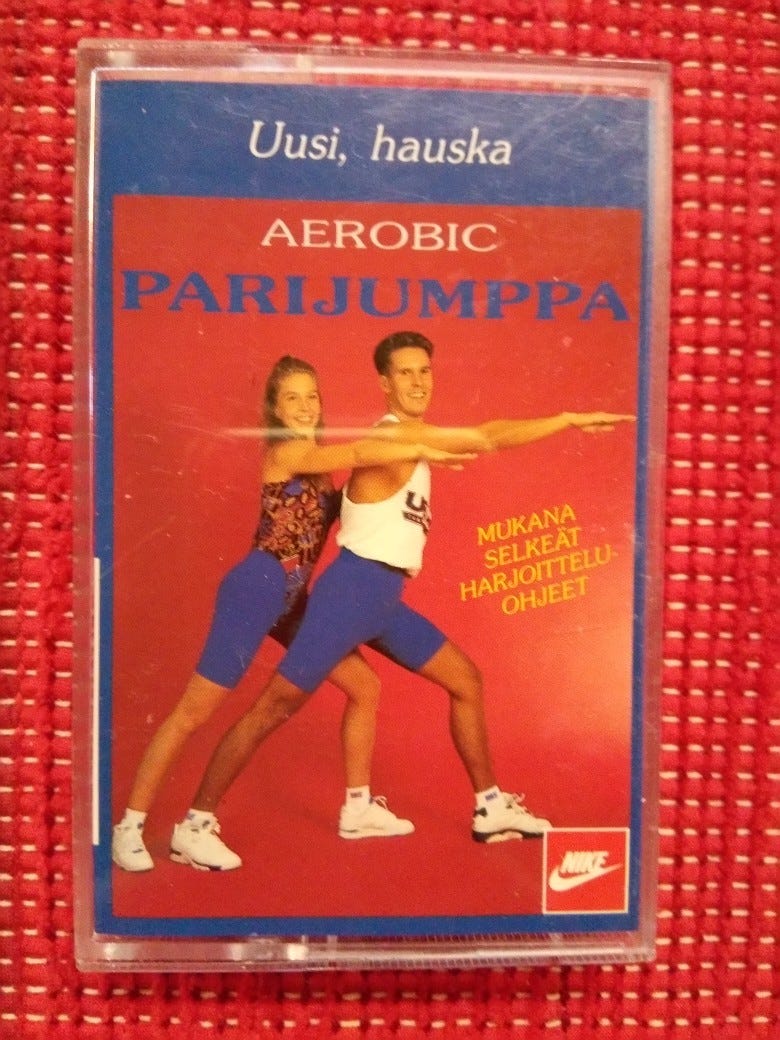 Uusi, hauska
AEROBIC
PARIJUMPPA
MUKANA
SELKEÄT
HARJOITTELU-
OHJEET
NIKE